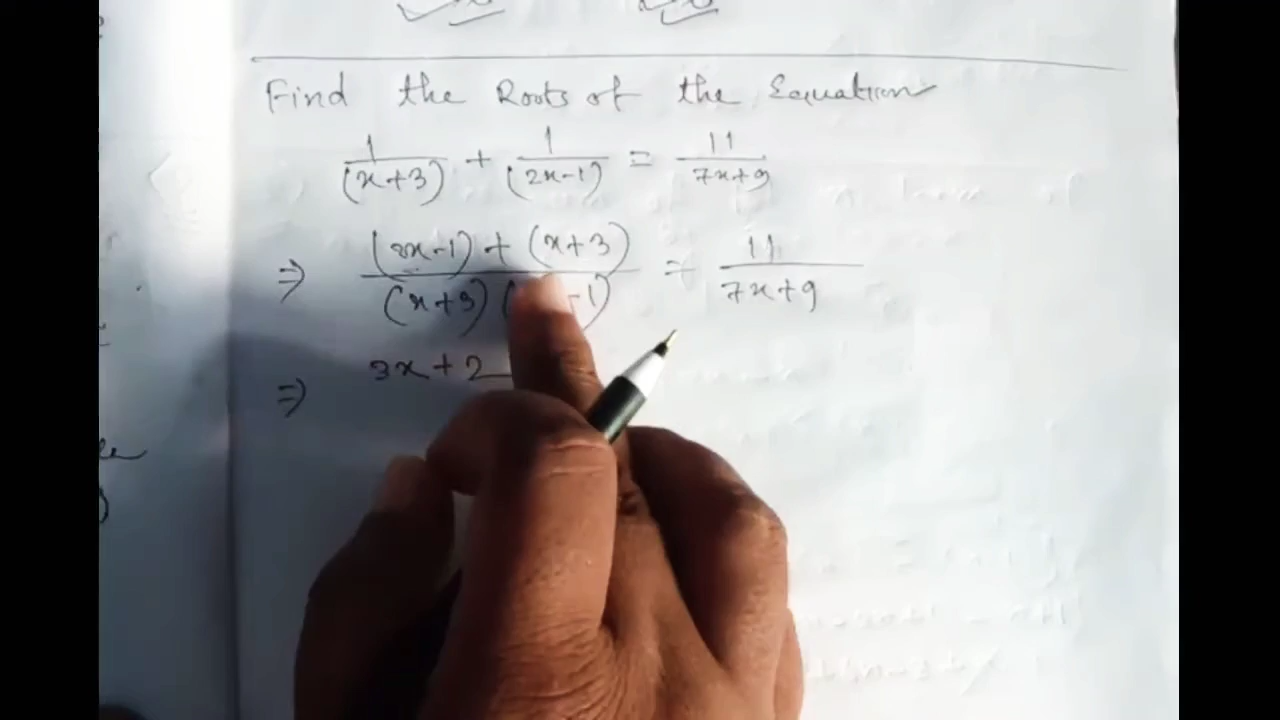 Find the Roots of the Equation
1/(x+3) + 1/(2x-1) = 11/7x+9
⇒ (2x-1) + (x+3)/(x+3)( -1) = 11/7x+9
⇒ 3x+2